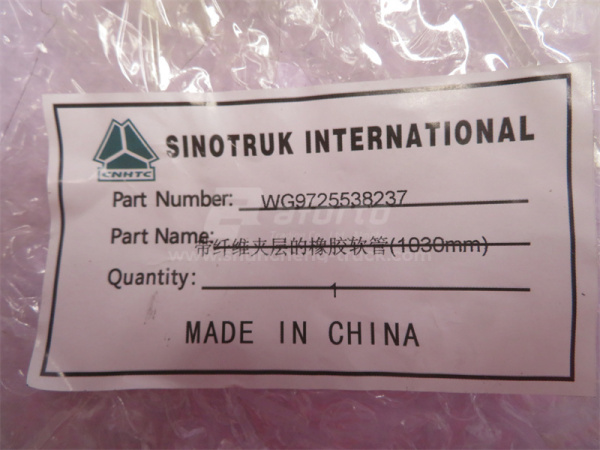 SINOTRUK INTERNATIONAL
CNHTC
Part Number: WG9725538237
Part Name: 带纤维夹层的橡胶软管(1030mm)
Quantity: 1
MADE IN CHINA